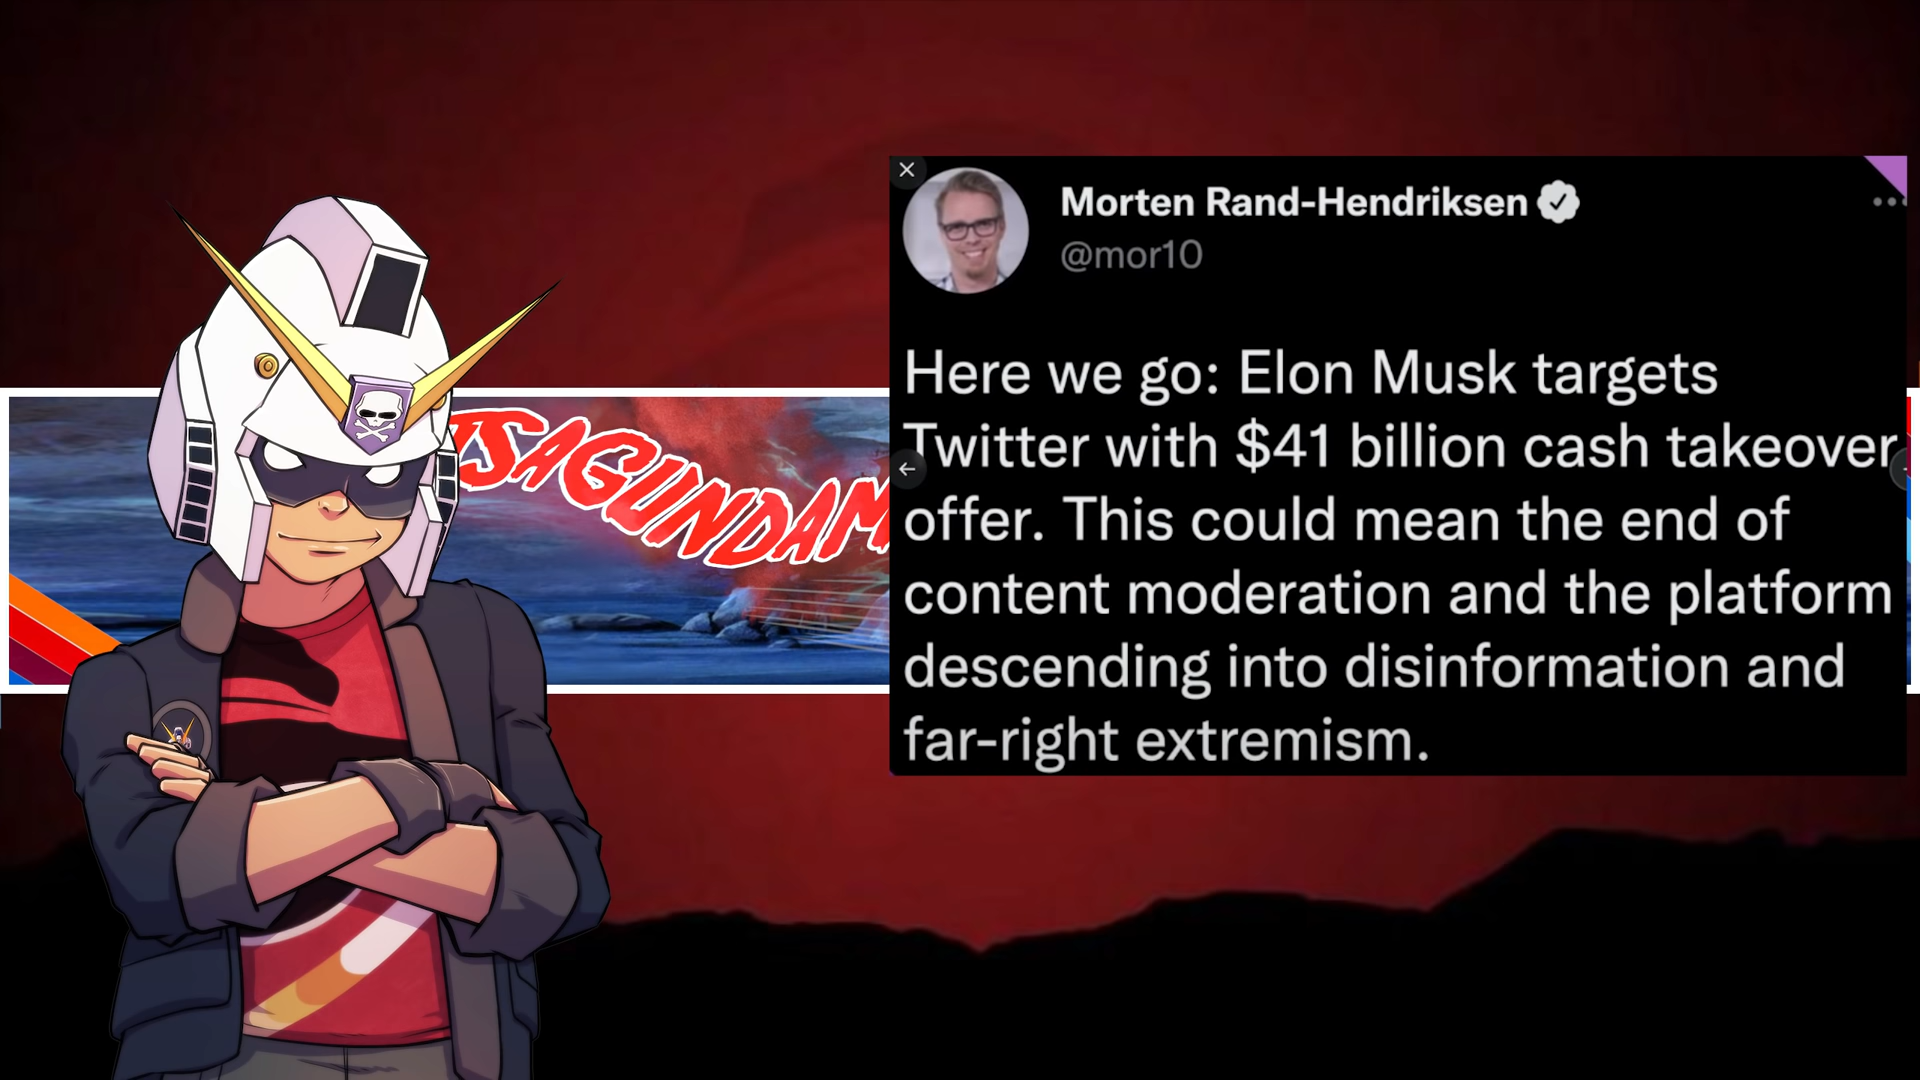 ITSAGUNDAM
Morten Rand-Hendriksen
@mor10
Here we go: Elon Musk targets
Twitter with $41 billion cash takeover
offer. This could mean the end of
content moderation and the platform
descending into disinformation and
far-right extremism.